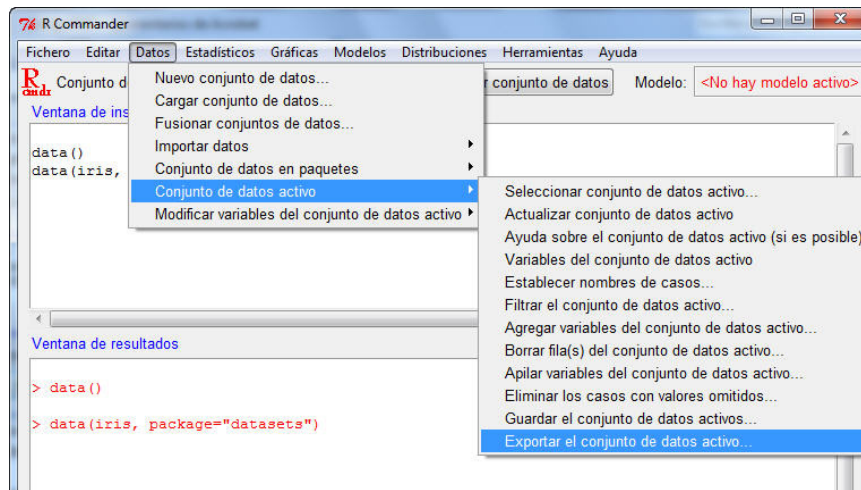 R Commander
Fichero Editar Datos Estadísticos Gráficas Modelos Distribuciones Herramientas Ayuda
R cmdr Conjunto d r conjunto de datos Modelo: <No hay modelo activo>
Nuevo conjunto de datos...
Cargar conjunto de datos...
Fusionar conjuntos de datos...
Importar datos
Conjunto de datos en paquetes
Conjunto de datos activo
Modificar variables del conjunto de datos activo
Ventana de ins
data()
data(iris,
Seleccionar conjunto de datos activo...
Actualizar conjunto de datos activo
Ayuda sobre el conjunto de datos activo (si es posible)
Variables del conjunto de datos activo
Establecer nombres de casos...
Filtrar el conjunto de datos activo...
Agregar variables del conjunto de datos activo...
Borrar fila(s) del conjunto de datos activo...
Apilar variables del conjunto de datos activo...
Eliminar los casos con valores omitidos...
Guardar el conjunto de datos activos...
Exportar el conjunto de datos activo...
Ventana de resultados
> data()
> data(iris, package="datasets")